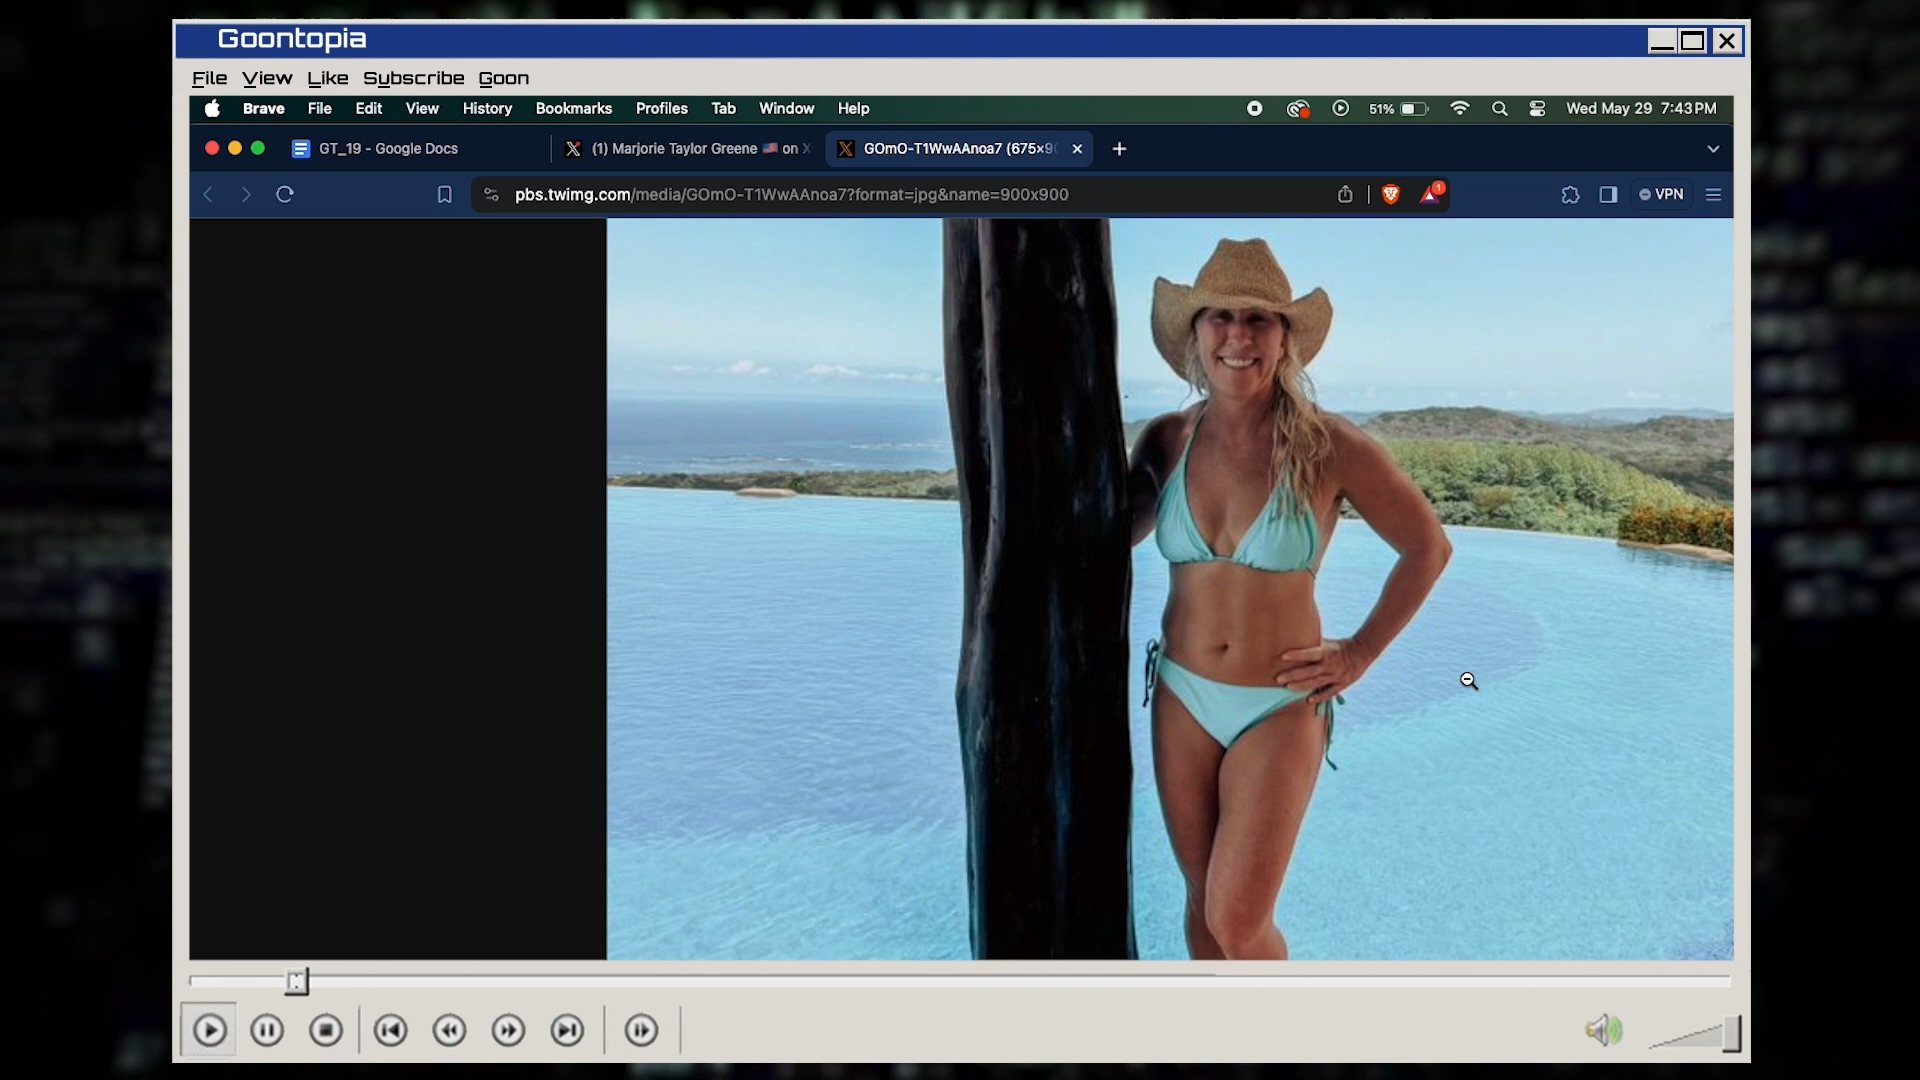 Goontopia
File View Like Subscribe Goon
Brave File Edit View History Bookmarks Profiles Tab Window Help 51% Wed May 29 7:43 PM
GT_19 - Google Docs (1) Marjorie Taylor Greene 🇺🇸 on X GOmO-T1WwAAnoa7 (675×90
pbs.twimg.com/media/GOmO-T1WwAAnoa7?format=jpg&name=900x900 1 VPN